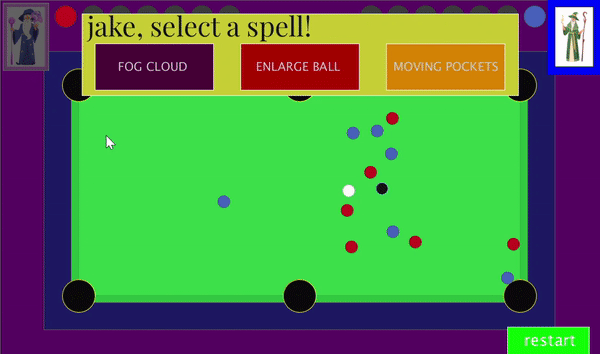 jake, select a spell!
FOG CLOUD
ENLARGE BALL
MOVING POCKETS
restart